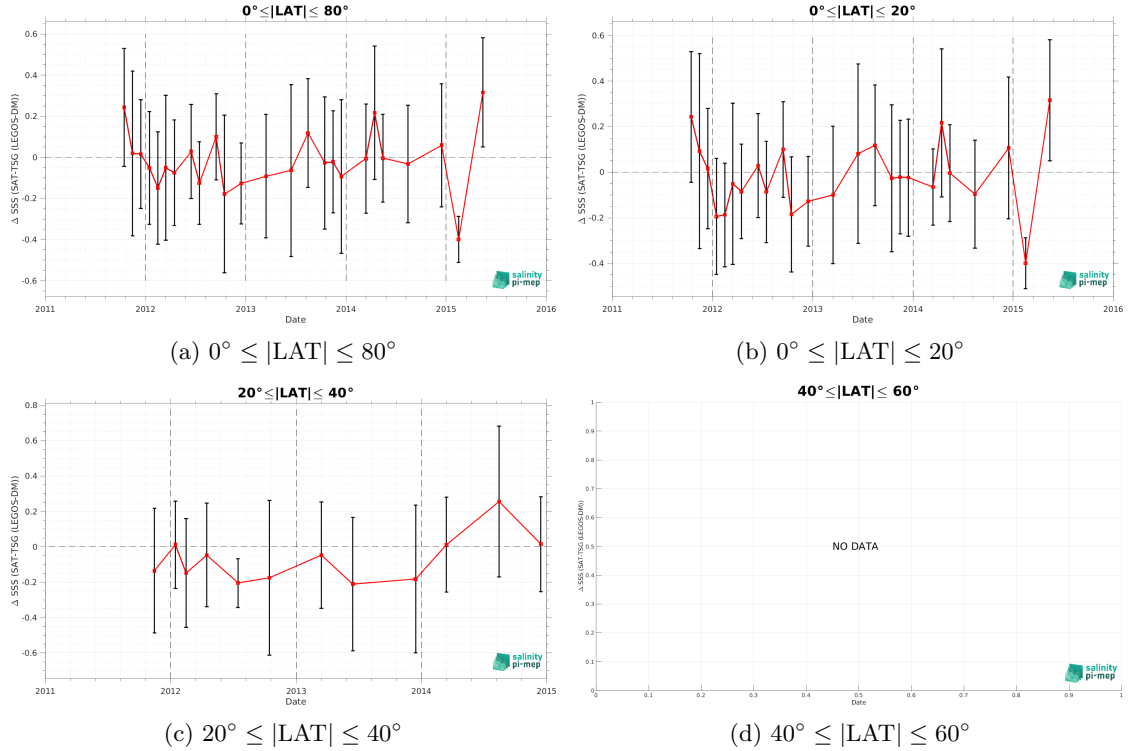 0°≤|LAT|≤ 80°
Δ SSS (SAT-TSG (LEGOS-DM))
0.6
0.4
0.2
0
-0.2
-0.4
-0.6
2011 2012 2013 2014 2015 2016
Date
salinity
pi-mep
(a) 0° ≤ |LAT| ≤ 80°
0°≤|LAT|≤ 20°
Δ SSS (SAT-TSG (LEGOS-DM))
0.6
0.4
0.2
0
-0.2
-0.4
2011 2012 2013 2014 2015 2016
Date
salinity
pi-mep
(b) 0° ≤ |LAT| ≤ 20°
20°≤|LAT|≤ 40°
Δ SSS (SAT-TSG (LEGOS-DM))
0.8
0.6
0.4
0.2
0
-0.2
-0.4
-0.6
2011 2012 2013 2014 2015
Date
salinity
pi-mep
(c) 20° ≤ |LAT| ≤ 40°
40°≤|LAT|≤ 60°
Δ SSS (SAT-TSG (LEGOS-DM))
1
0.9
0.8
0.7
0.6
0.5
0.4
0.3
0.2
0.1
0
NO DATA
0 0.1 0.2 0.3 0.4 0.5 0.6 0.7 0.8 0.9 1
Date
salinity
pi-mep
(d) 40° ≤ |LAT| ≤ 60°